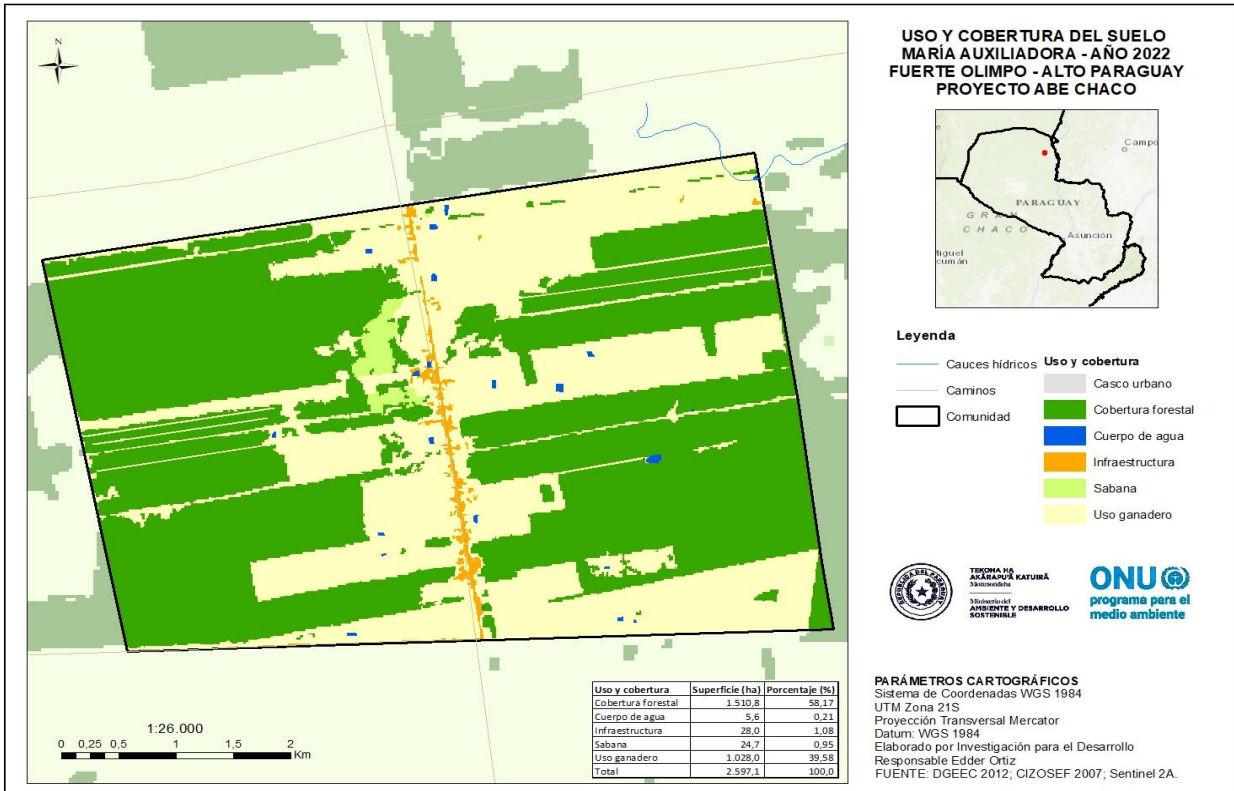 USO Y COBERTURA DEL SUELO
MARÍA AUXILIADORA - AÑO 2022
FUERTE OLIMPO - ALTO PARAGUAY
PROYECTO ABE CHACO
N
Campo
PARAGUAY
GRAN
CHACO
Asunción
Leyenda
Cauces hídricos
Caminos
Comunidad
Uso y cobertura
Casco urbano
Cobertura forestal
Cuerpo de agua
Infraestructura
Sabana
Uso ganadero
TEKOHA HA
AKÃRAPU'Ã KATUIRÃ
Motenondeha
Ministerio del
AMBIENTE Y DESARROLLO
SOSTENIBLE
ONU
programa para el
medio ambiente
Uso y cobertura Superficie (ha) Porcentaje (%)
Cobertura forestal 1.510,8 58,17
Cuerpo de agua 5,6 0,21
Infraestructura 28,0 1,08
Sabana 24,7 0,95
Uso ganadero 1.028,0 39,58
Total 2.597,1 100,0
1:26.000
0 0,25 0,5 1 1,5 2
Km
PARÁMETROS CARTOGRÁFICOS
Sistema de Coordenadas WGS 1984
UTM Zona 21S
Proyección Transversal Mercator
Datum: WGS 1984
Elaborado por Investigación para el Desarrollo
Responsable Edder Ortiz
FUENTE: DGEEC 2012; CIZOSEF 2007; Sentinel 2A.